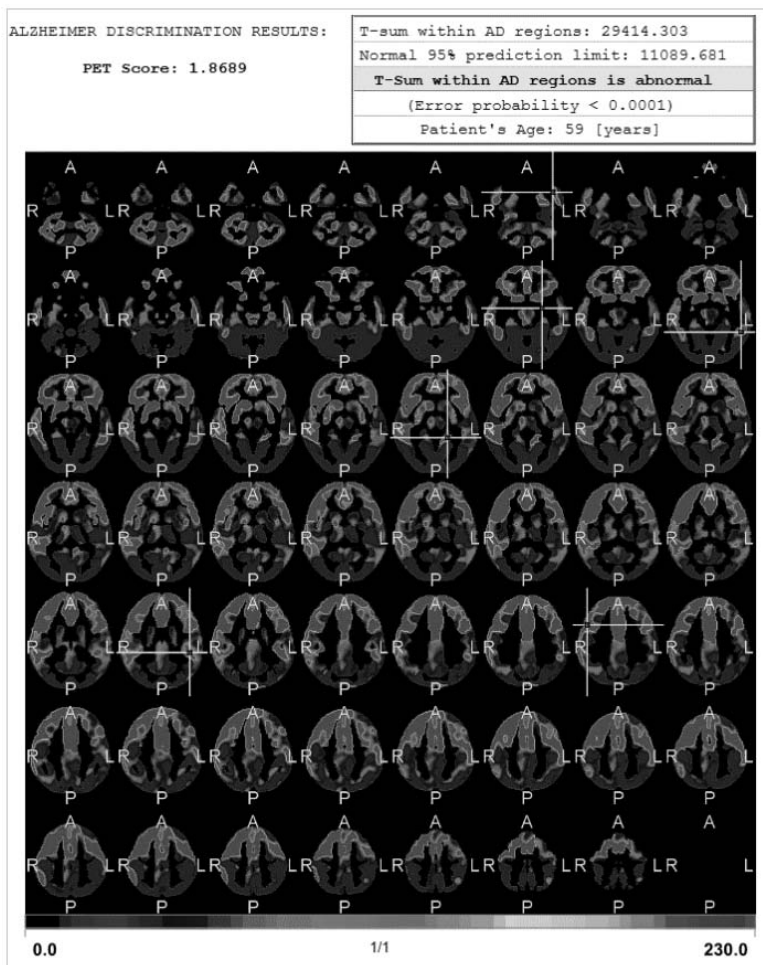 ALZHEIMER DISCRIMINATION RESULTS:
PET Score: 1.8689
T-sum within AD regions: 29414.303
Normal 95% prediction limit: 11089.681
T-Sum within AD regions is abnormal
(Error probability < 0.0001)
Patient's Age: 59 [years]
A A A A A A A A
R L R L R L R L R L R L R L R L
P P P P P P P P
A A A A A A A A
R L R L R L R L R L R L R L R L
P P P P P P P P
A A A A A A A A
R L R L R L R L R L R L R L R L
P P P P P P P P
A A A A A A A A
R L R L R L R L R L R L R L R L
P P P P P P P P
A A A A A A A A
R L R L R L R L R L R L R L R L
P P P P P P P P
A A A A A A A A
R L R L R L R L R L R L R L R L
P P P P P P P P
A A A A A A A A
R L R L R L R L R L R L R L R L
P P P P P P P P
0.0 1/1 230.0